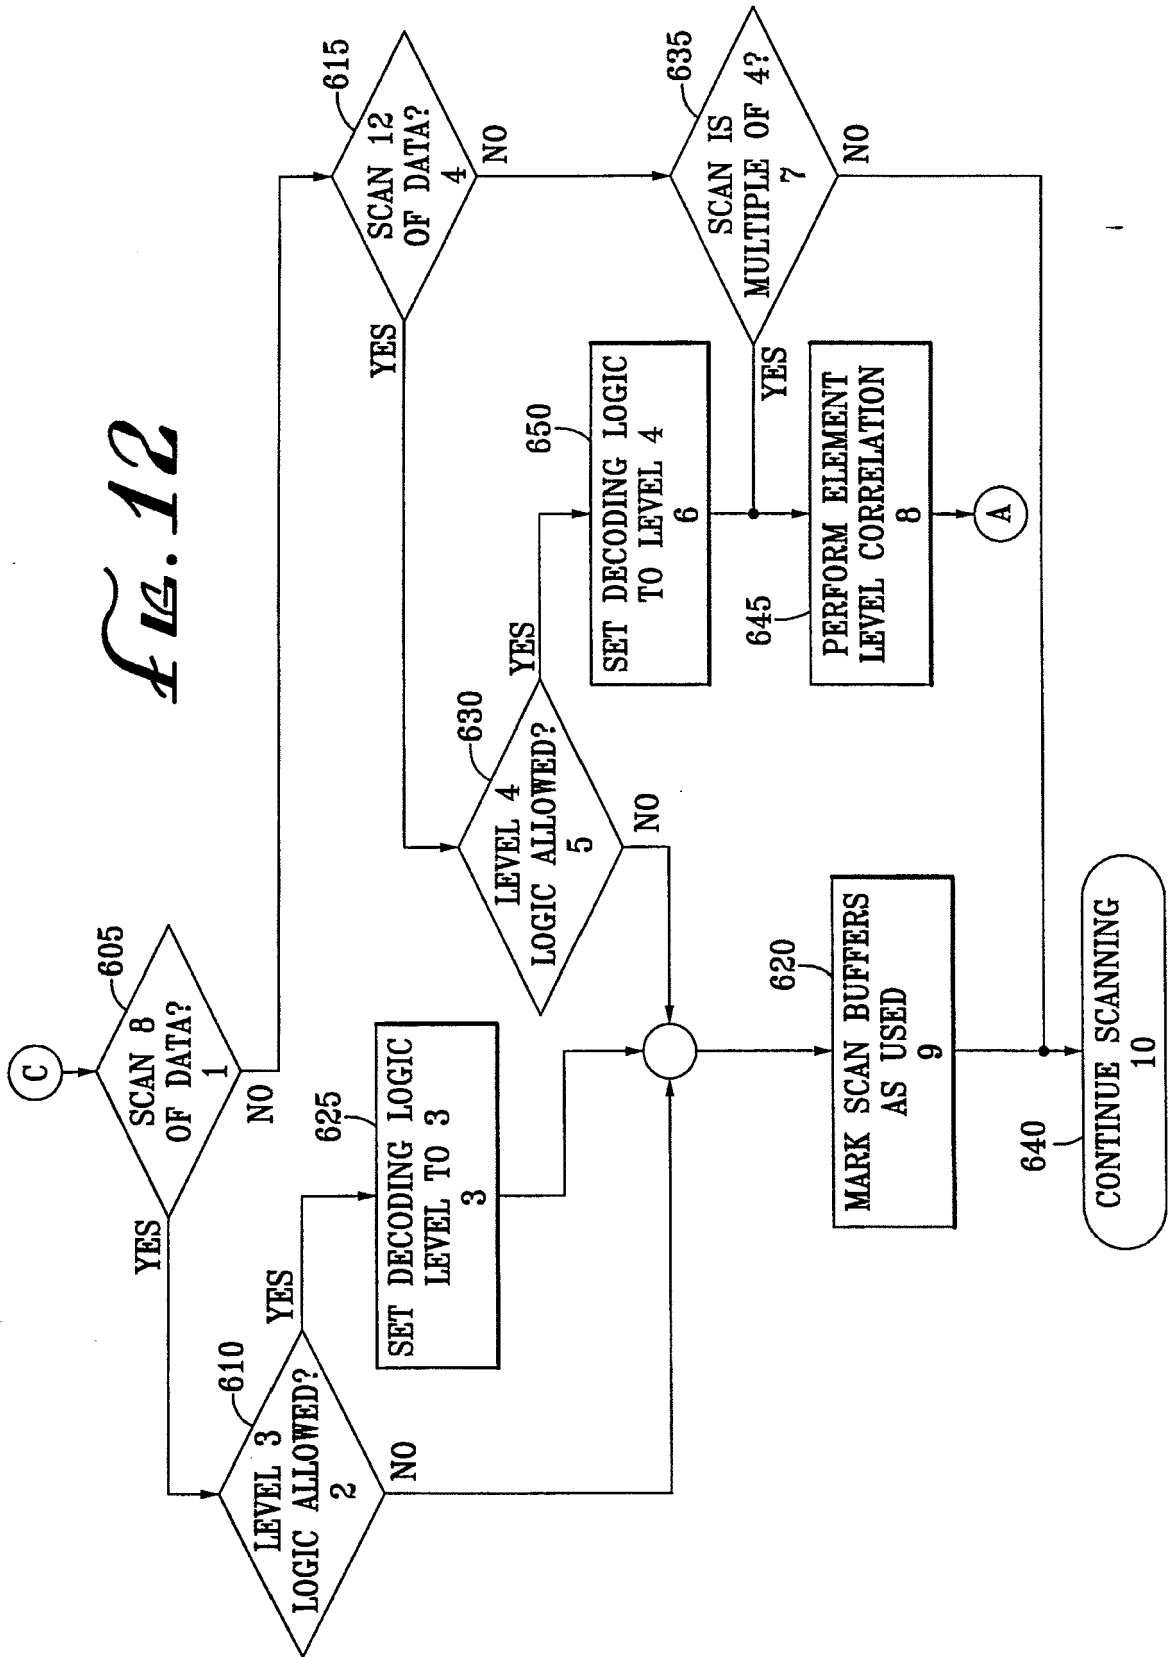 FIG. 12
C
605
SCAN 8
OF DATA?
1
YES
NO
615
SCAN 12
OF DATA?
4
YES
NO
610
LEVEL 3
LOGIC ALLOWED?
2
YES
NO
625
SET DECODING LOGIC
LEVEL TO 3
3
630
LEVEL 4
LOGIC ALLOWED?
5
YES
NO
650
SET DECODING LOGIC
TO LEVEL 4
6
635
SCAN IS
MULTIPLE OF 4?
7
YES
NO
645
PERFORM ELEMENT
LEVEL CORRELATION
8
A
620
MARK SCAN BUFFERS
AS USED
9
640
CONTINUE SCANNING
10